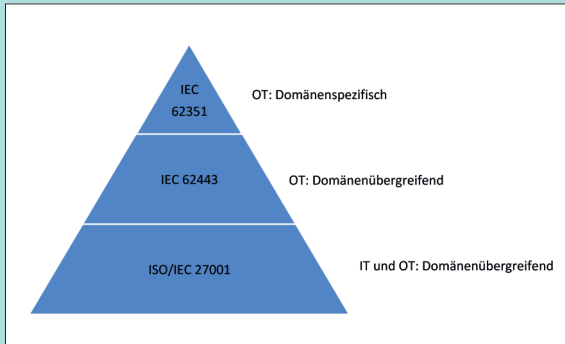 IEC
62351
OT: Domänenspezifisch
IEC 62443
OT: Domänenübergreifend
ISO/IEC 27001
IT und OT: Domänenübergreifend